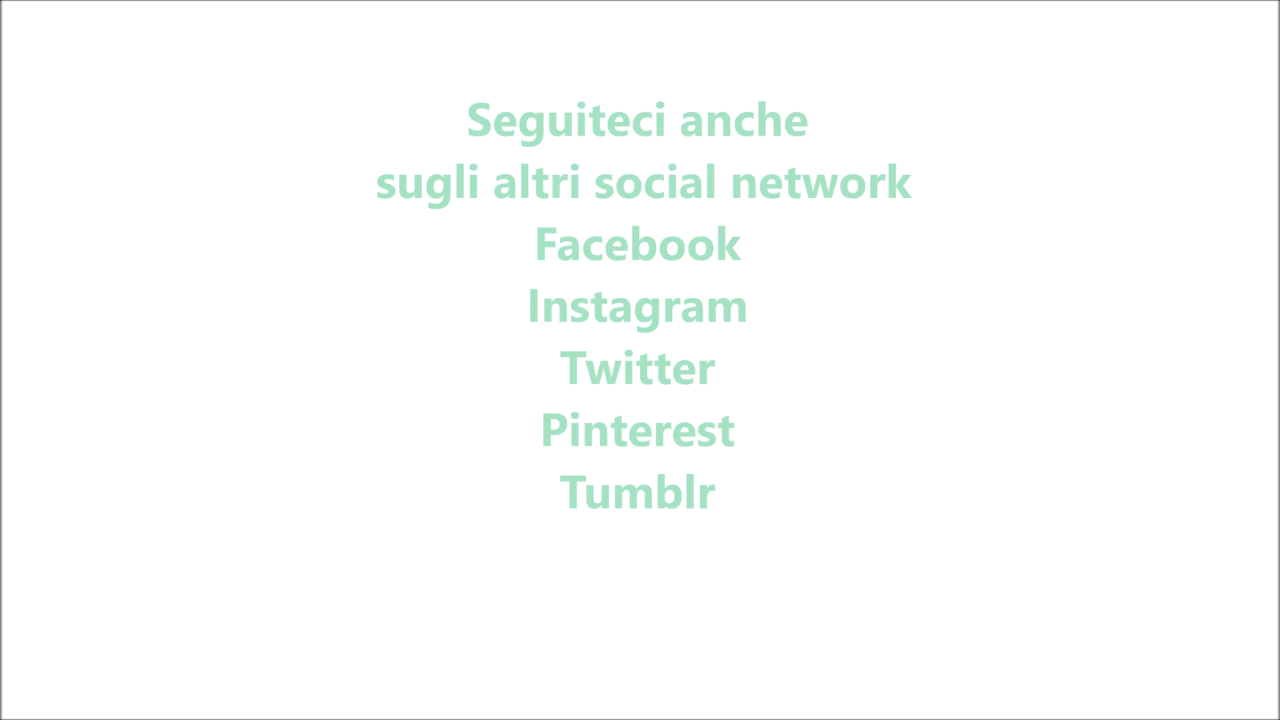 Seguiteci anche
sugli altri social network
Facebook
Instagram
Twitter
Pinterest
Tumblr